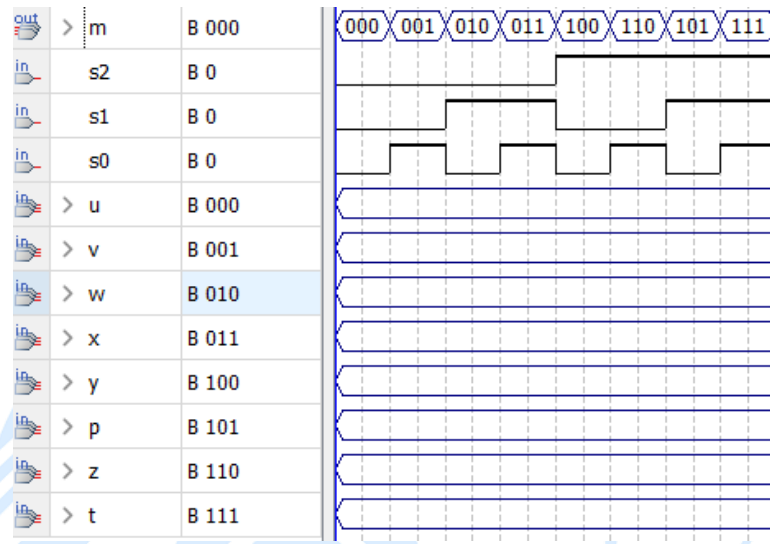 out > m B 000 000 001 010 011 100 110 101 111
in s2 B 0
in s1 B 0
in s0 B 0
in > u B 000
in > v B 001
in > w B 010
in > x B 011
in > y B 100
in > p B 101
in > z B 110
in > t B 111